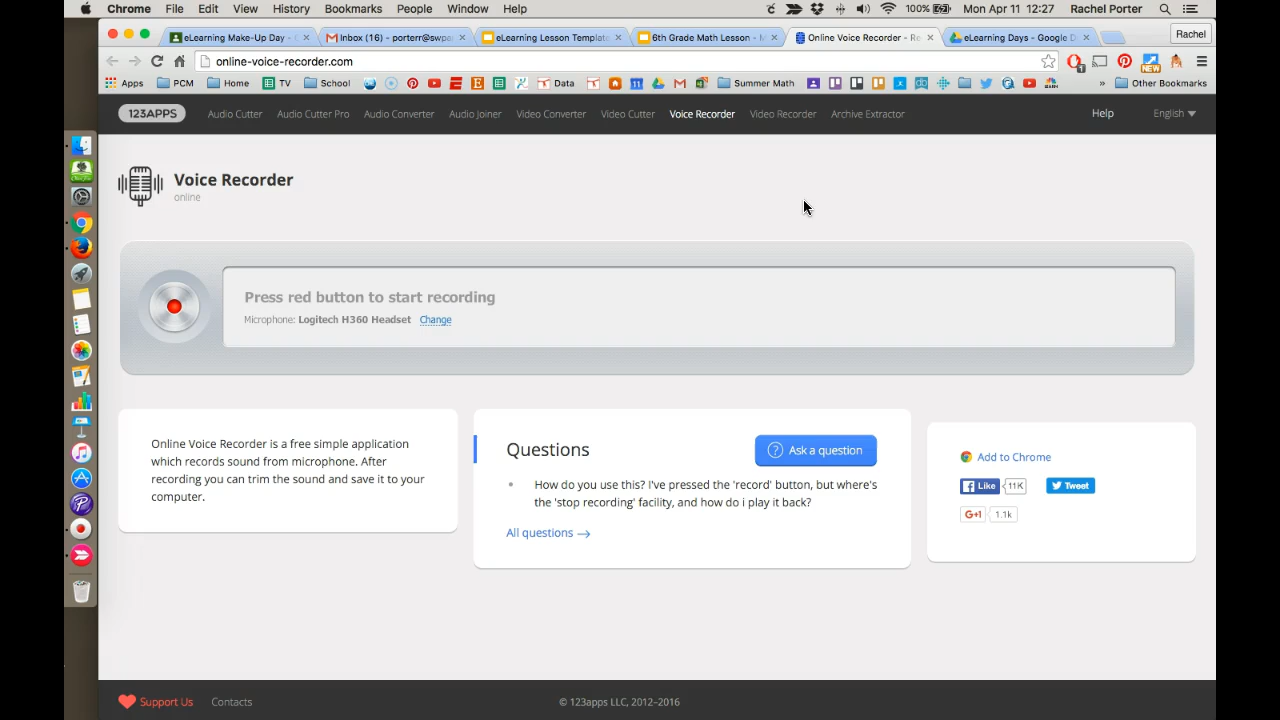 Chrome File Edit View History Bookmarks People Window Help 100% Mon Apr 11 12:27 Rachel Porter
eLearning Make-Up Day - Inbox (16) - porterr@swpa eLearning Lesson Template 6th Grade Math Lesson - Online Voice Recorder - Re eLearning Days - Google D Rachel
online-voice-recorder.com
Apps PCM Home TV School Data Summer Math » Other Bookmarks
123APPS Audio Cutter Audio Cutter Pro Audio Converter Audio Joiner Video Converter Video Cutter Voice Recorder Video Recorder Archive Extractor Help English
Voice Recorder
online
Press red button to start recording
Microphone: Logitech H360 Headset Change
Online Voice Recorder is a free simple application
which records sound from microphone. After
recording you can trim the sound and save it to your
computer.
Questions
? Ask a question
• How do you use this? I've pressed the 'record' button, but where's
the 'stop recording' facility, and how do i play it back?
All questions →
Add to Chrome
Like 11K Tweet
G+1 1.1k
Support Us Contacts © 123apps LLC, 2012–2016